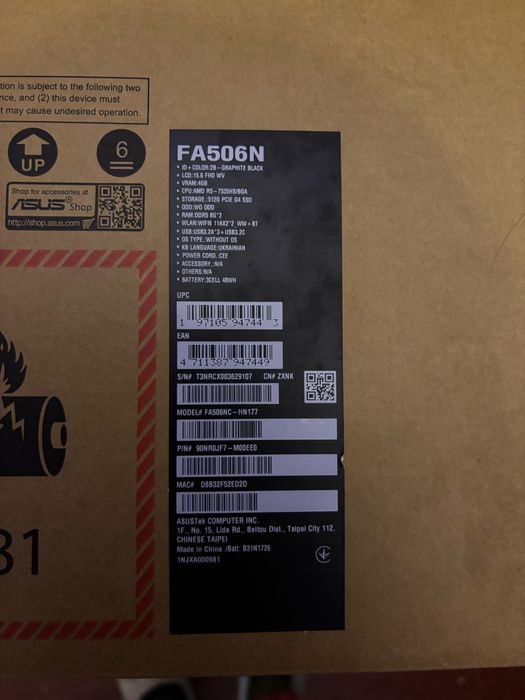 tion is subject to the following two
nce, and (2) this device must
t may cause undesired operation.
UP
6
Shop for accessories at
ASUS Shop
http://shop.asus.com
31
FA506N
• ID+COLOR:2B-GRAPHITE BLACK
• LCD:15.6 FHD WV
• VRAM:4GB
• CPU:AMD R5-7535HS/BGA
• STORAGE.:512G PCIE G4 SSD
• ODD:WO ODD
• RAM:DDR5 8G*2
• WLAN:WIFI6 11AX2*2 WW+BT
• USB:USB3.2A*3+USB3.2C
• OS TYPE.:WITHOUT OS
• KB LANGUAGE:UKRAINIAN
• POWER CORD.:CEE
• ACCESSORY.:N/A
• OTHERS:N/A
• BATTERY:3CELL 48WH
UPC
1 97105 94744 3
EAN
4 711387 947449
S/N# T3NRCX003629107 CN# ZXNK
MODEL# FA506NC-HN177
P/N# 90NR0JF7-M00EE0
MAC# D8B32F52ED2D
ASUSTek COMPUTER INC.
1F., No. 15, Lide Rd., Beitou Dist., Taipei City 112,
CHINESE TAIPEI
Made in China /Batt: B31N1726
1NJXA000981